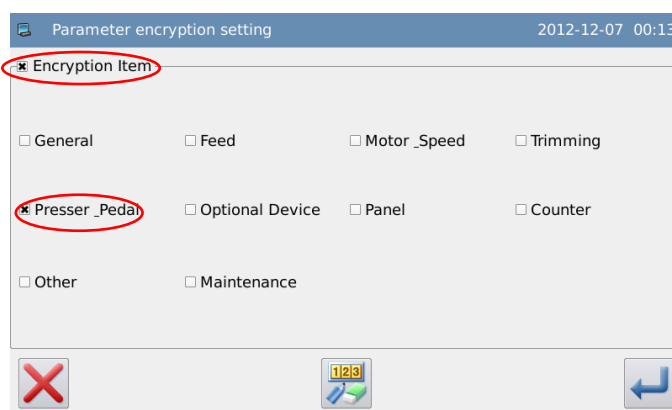 Parameter encryption setting 2012-12-07 00:13
Encryption Item
General Feed Motor _Speed Trimming
Presser _Pedal Optional Device Panel Counter
Other Maintenance
123